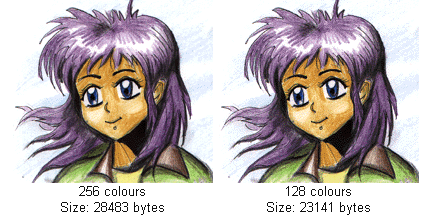 256 colours
Size: 28483 bytes
128 colours
Size: 23141 bytes